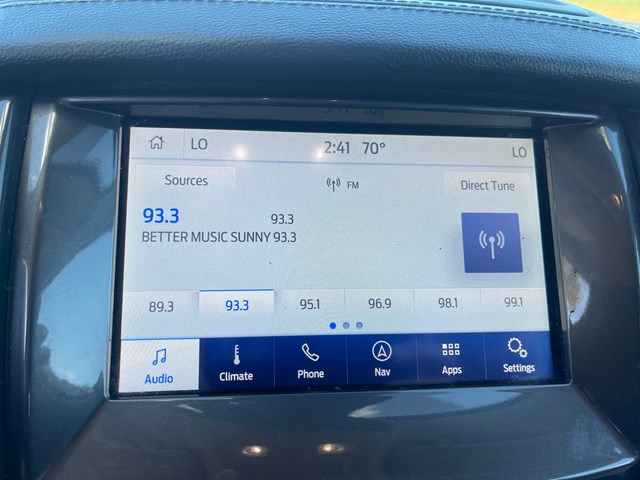 LO 2:41 70° LO
Sources FM Direct Tune
93.3 93.3
BETTER MUSIC SUNNY 93.3
89.3 93.3 95.1 96.9 98.1 99.1
Audio Climate Phone Nav Apps Settings